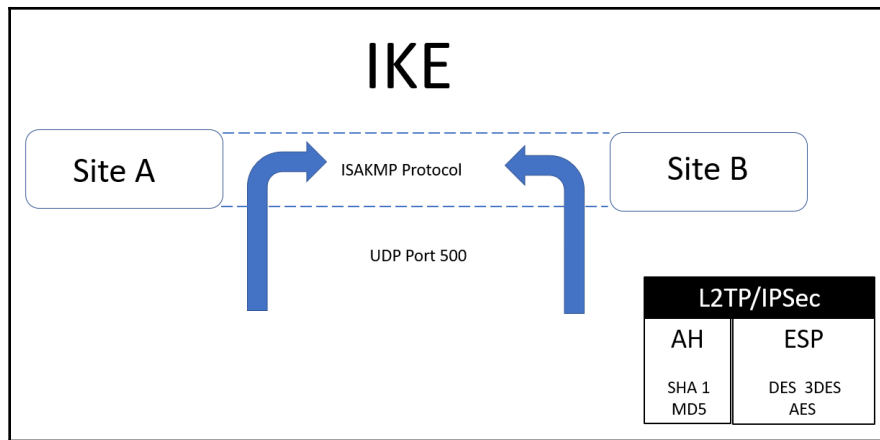 IKE
Site A
ISAKMP Protocol
Site B
UDP Port 500
L2TP/IPSec
AH
ESP
SHA 1
MD5
DES 3DES
AES